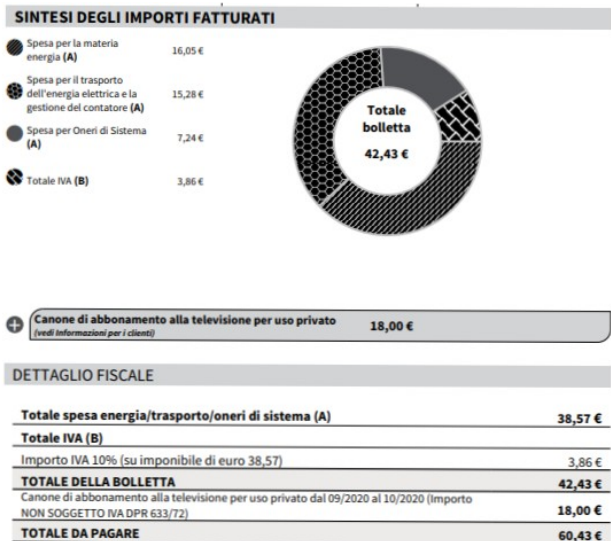 SINTESI DEGLI IMPORTI FATTURATI
Spesa per la materia
energia (A)
16,05 €
Spesa per il trasporto
dell'energia elettrica e la
gestione del contatore (A)
15,28 €
Spesa per Oneri di Sistema
(A)
7,24 €
Totale IVA (B)
3,86 €
Totale
bolletta
42,43 €
Canone di abbonamento alla televisione per uso privato
(vedi Informazioni per i clienti)
18,00 €
DETTAGLIO FISCALE
Totale spesa energia/trasporto/oneri di sistema (A) 38,57 €
Totale IVA (B)
Importo IVA 10% (su imponibile di euro 38,57) 3,86 €
TOTALE DELLA BOLLETTA 42,43 €
Canone di abbonamento alla televisione per uso privato dal 09/2020 al 10/2020 (Importo
NON SOGGETTO IVA DPR 633/72) 18,00 €
TOTALE DA PAGARE 60,43 €